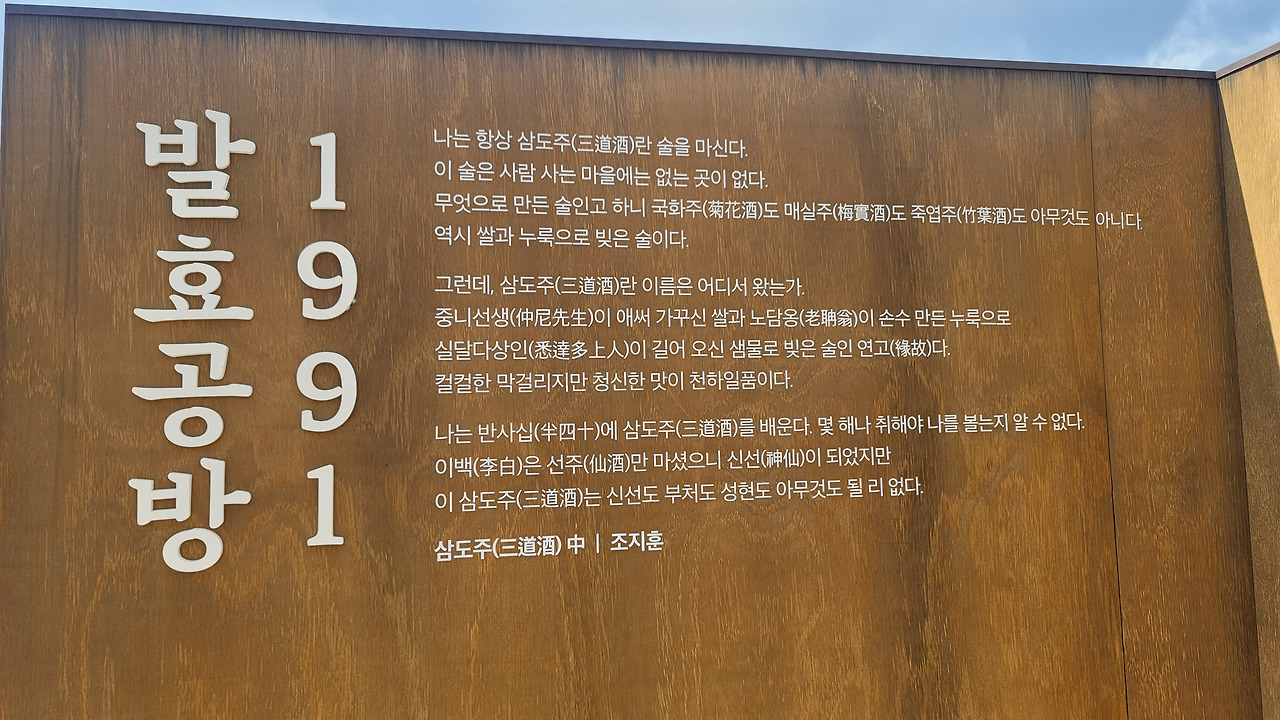 발효공방
1991
나는 항상 삼도주(三道酒)란 술을 마신다.
이 술은 사람 사는 마을에는 없는 곳이 없다.
무엇으로 만든 술인고 하니 국화주(菊花酒)도 매실주(梅實酒)도 죽엽주(竹葉酒)도 아무것도 아니다.
역시 쌀과 누룩으로 빚은 술이다.
그런데, 삼도주(三道酒)란 이름은 어디서 왔는가.
중니선생(仲尼先生)이 애써 가꾸신 쌀과 노담옹(老聃翁)이 손수 만든 누룩으로
실달다상인(悉達多上人)이 길어 오신 샘물로 빚은 술인 연고(緣故)다.
컬컬한 막걸리지만 청신한 맛이 천하일품이다.
나는 반사십(半四十)에 삼도주(三道酒)를 배운다. 몇 해나 취해야 나를 볼는지 알 수 없다.
이백(李白)은 선주(仙酒)만 마셨으니 신선(神仙)이 되었지만
이 삼도주(三道酒)는 신선도 부처도 성현도 아무것도 될 리 없다.
삼도주(三道酒) 中 | 조지훈